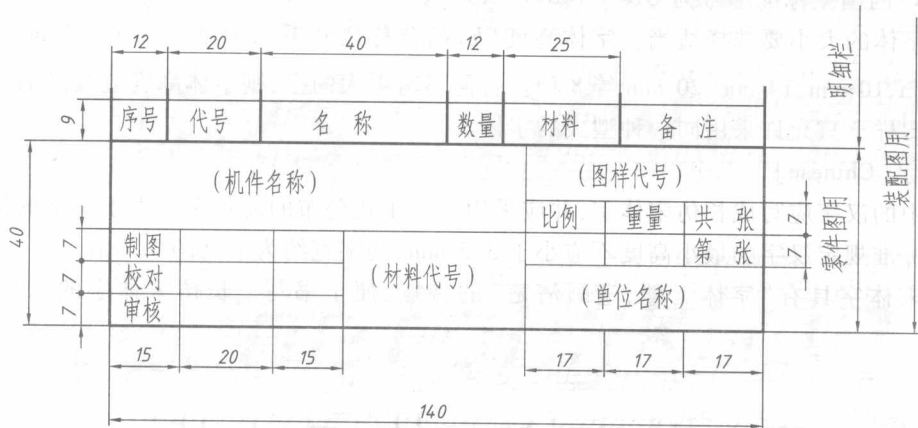 12 20 40 12 25
9 序号 代号 名 称 数量 材料 备 注 明细栏
(机件名称) (图样代号)
比例 重量 共 张 7
40 7 制图 第 张 7 零件图用 装配图用
7 校对 (材料代号) (单位名称)
7 审核
15 20 15 17 17 17
140